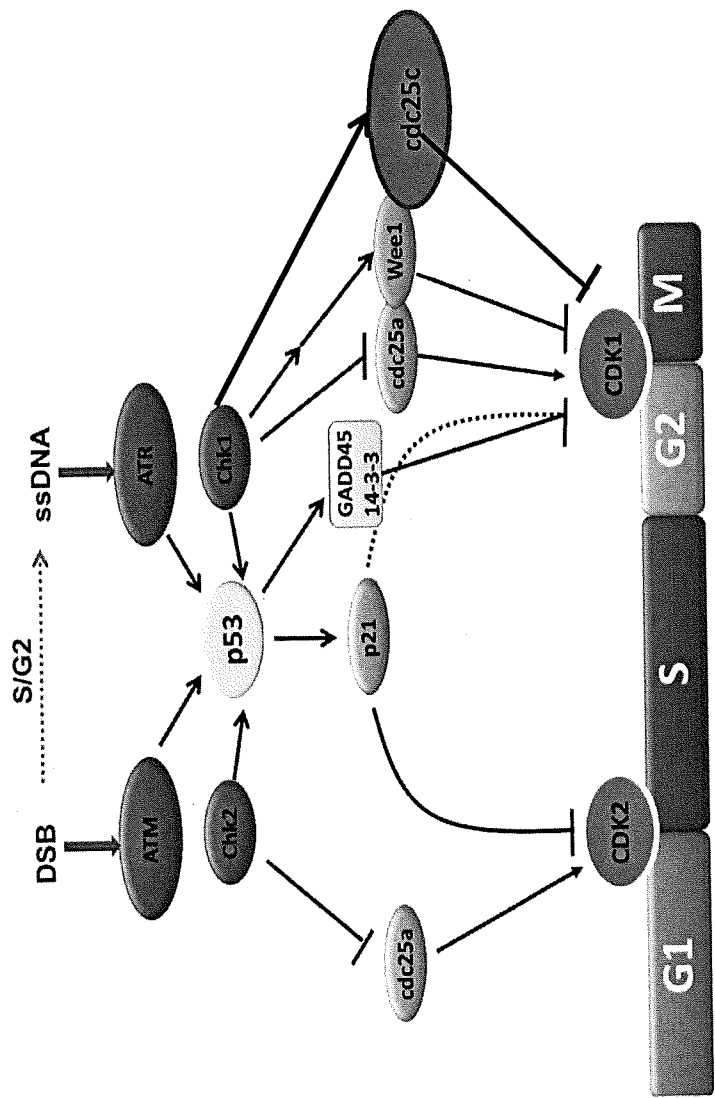 S/G2
DSB
ssDNA
ATM
ATR
Chk2
p53
Chk1
GADD45
14-3-3
cdc25a
p21
cdc25a
Wee1
cdc25c
CDK2
CDK1
G1
S
G2
M